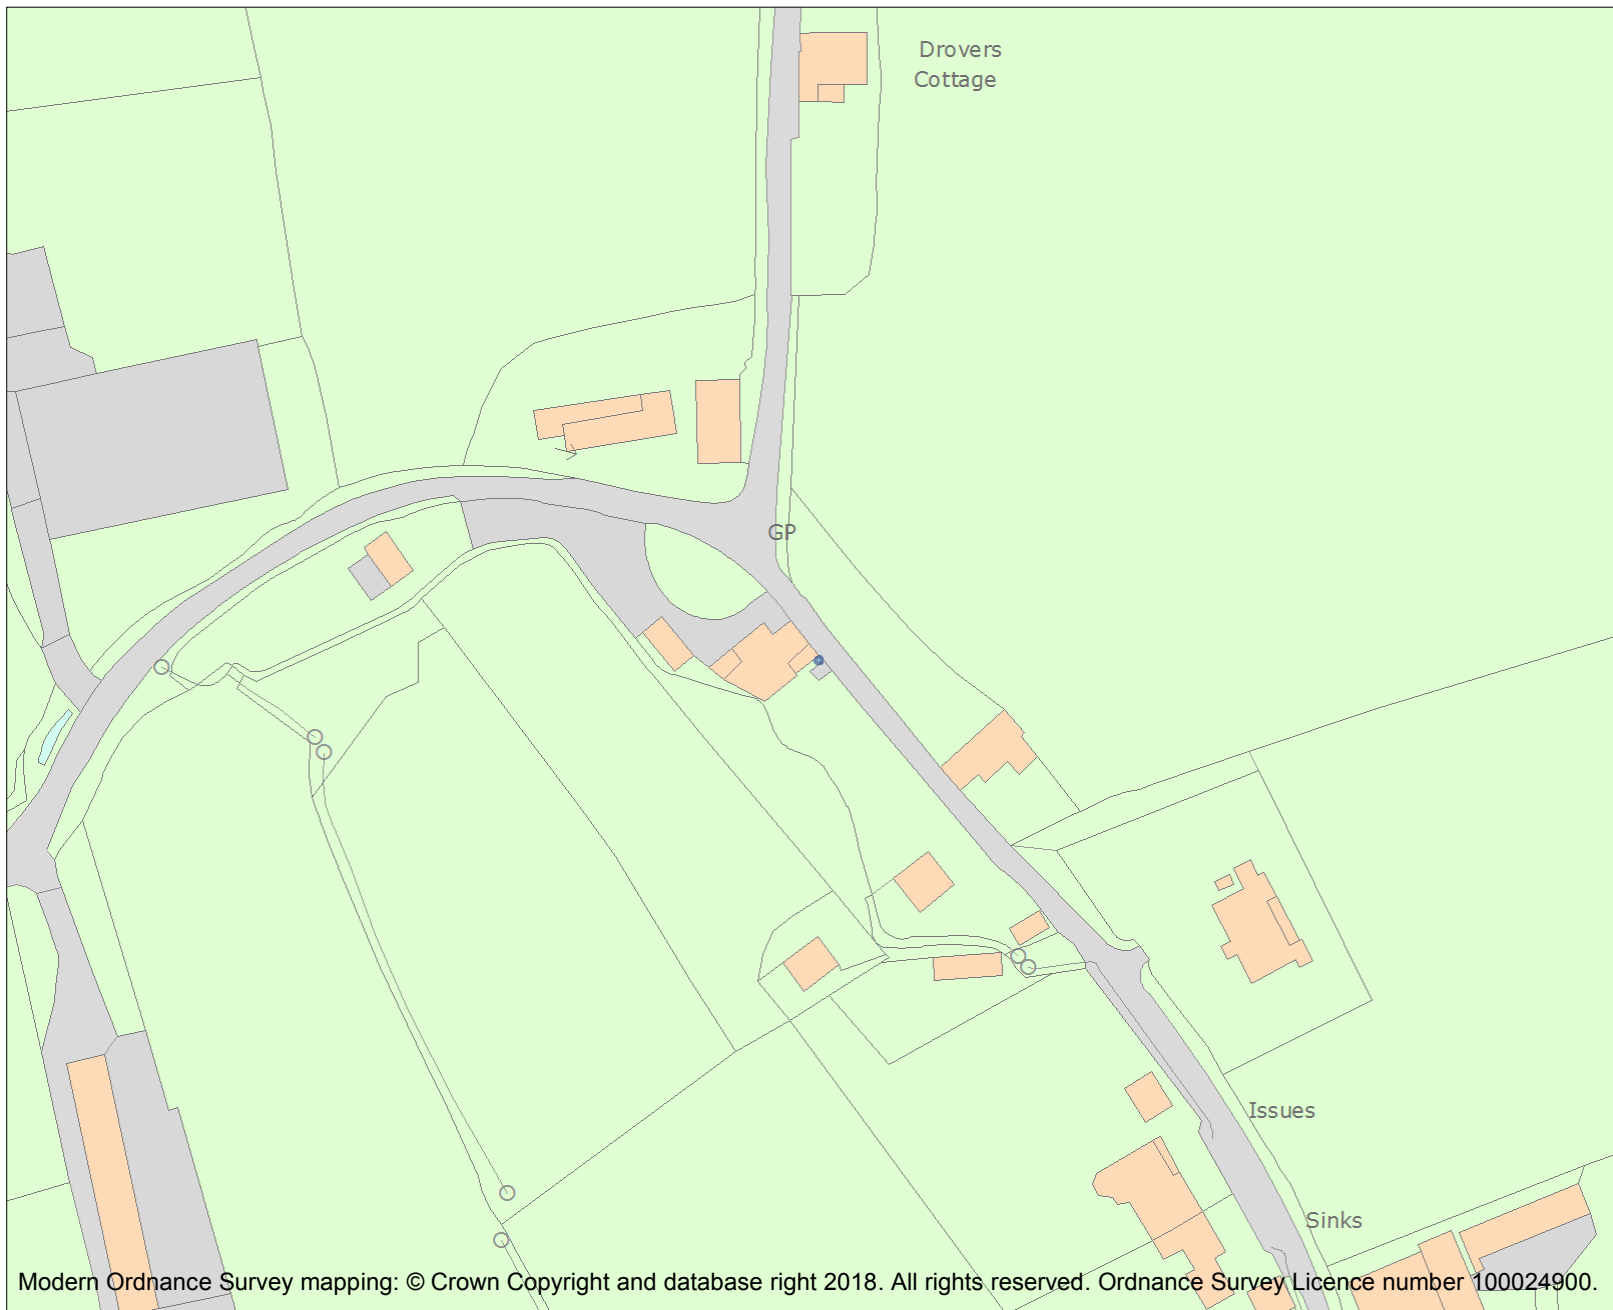 Drovers
Cottage
GP
Issues
Sinks
Modern Ordnance Survey mapping: © Crown Copyright and database right 2018. All rights reserved. Ordnance Survey Licence number 100024900.